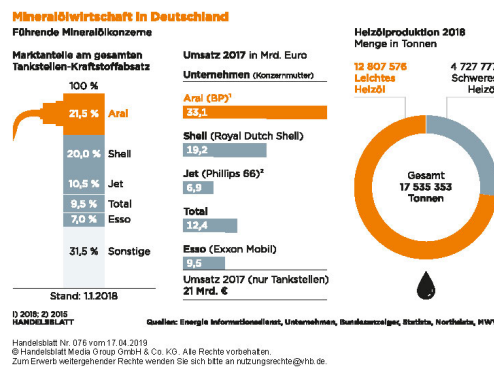 Mineralölwirtschaft in Deutschland
Führende Mineralölkonzerne
Marktanteile am gesamten
Tankstellen-Kraftstoffabsatz
100 %
21,5 % Aral
20,0 % Shell
10,5 % Jet
9,5 % Total
7,0 % Esso
31,5 % Sonstige
Stand: 1.1.2018
Umsatz 2017 in Mrd. Euro
Unternehmen (Konzernmutter)
Aral (BP)¹
33,1
Shell (Royal Dutch Shell)
19,2
Jet (Phillips 66)²
6,9
Total
12,4
Esso (Exxon Mobil)
9,5
Umsatz 2017 (nur Tankstellen)
21 Mrd. €
Heizölproduktion 2018
Menge in Tonnen
12 807 576
Leichtes
Heizöl
4 727 777
Schweres
Heizöl
Gesamt
17 535 353
Tonnen
1) 2018; 2) 2015
HANDELSBLATT
Quellen: Energie Informationsdienst, Unternehmen, Bundesanzeiger, Statista, Northdata, MWV
Handelsblatt Nr. 076 vom 17.04.2019
© Handelsblatt Media Group GmbH & Co. KG. Alle Rechte vorbehalten.
Zum Erwerb weitergehender Rechte wenden Sie sich bitte an nutzungsrechte@vhb.de.